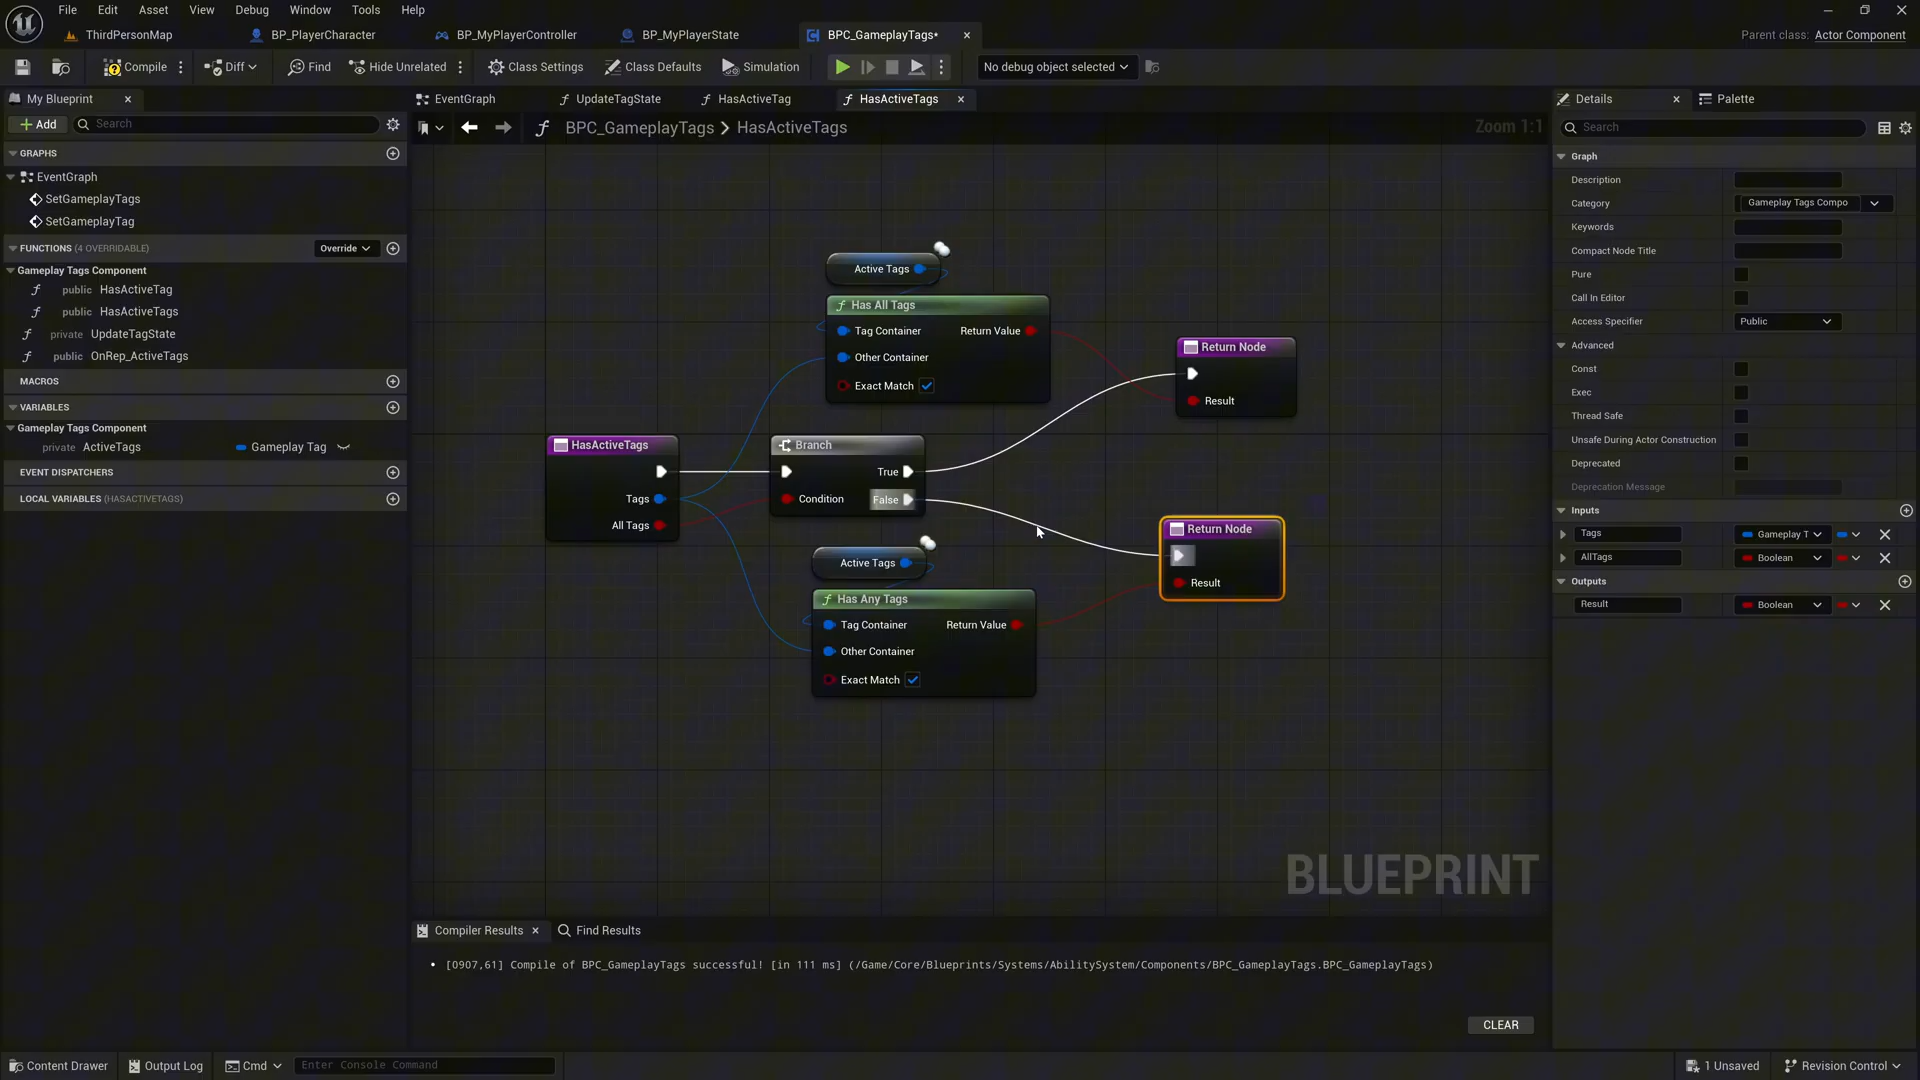 File Edit Asset View Debug Window Tools Help
ThirdPersonMap BP_PlayerCharacter BP_MyPlayerController BP_MyPlayerState BPC_GameplayTags* Parent class: Actor Component
Compile Diff Find Hide Unrelated Class Settings Class Defaults Simulation No debug object selected
My Blueprint
EventGraph UpdateTagState HasActiveTag HasActiveTags
Details Palette
Add Search
BPC_GameplayTags > HasActiveTags Zoom 1:1
Search
GRAPHS
EventGraph
SetGameplayTags
SetGameplayTag
FUNCTIONS (4 OVERRIDABLE) Override
Gameplay Tags Component
public HasActiveTag
public HasActiveTags
private UpdateTagState
public OnRep_ActiveTags
MACROS
VARIABLES
Gameplay Tags Component
private ActiveTags Gameplay Tag
EVENT DISPATCHERS
LOCAL VARIABLES (HASACTIVETAGS)
Active Tags
Has All Tags
Tag Container Return Value
Other Container
Exact Match
Return Node
Result
HasActiveTags
Tags
All Tags
Branch
True
Condition False
Return Node
Result
Active Tags
Has Any Tags
Tag Container Return Value
Other Container
Exact Match
BLUEPRINT
Graph
Description
Category Gameplay Tags Compo
Keywords
Compact Node Title
Pure
Call In Editor
Access Specifier Public
Advanced
Const
Exec
Thread Safe
Unsafe During Actor Construction
Deprecated
Deprecation Message
Inputs
Tags Gameplay T
AllTags Boolean
Outputs
Result Boolean
Compiler Results Find Results
[0907,61] Compile of BPC_GameplayTags successful! [in 111 ms] (/Game/Core/Blueprints/Systems/AbilitySystem/Components/BPC_GameplayTags.BPC_GameplayTags)
CLEAR
Content Drawer Output Log Cmd Enter Console Command 1 Unsaved Revision Control